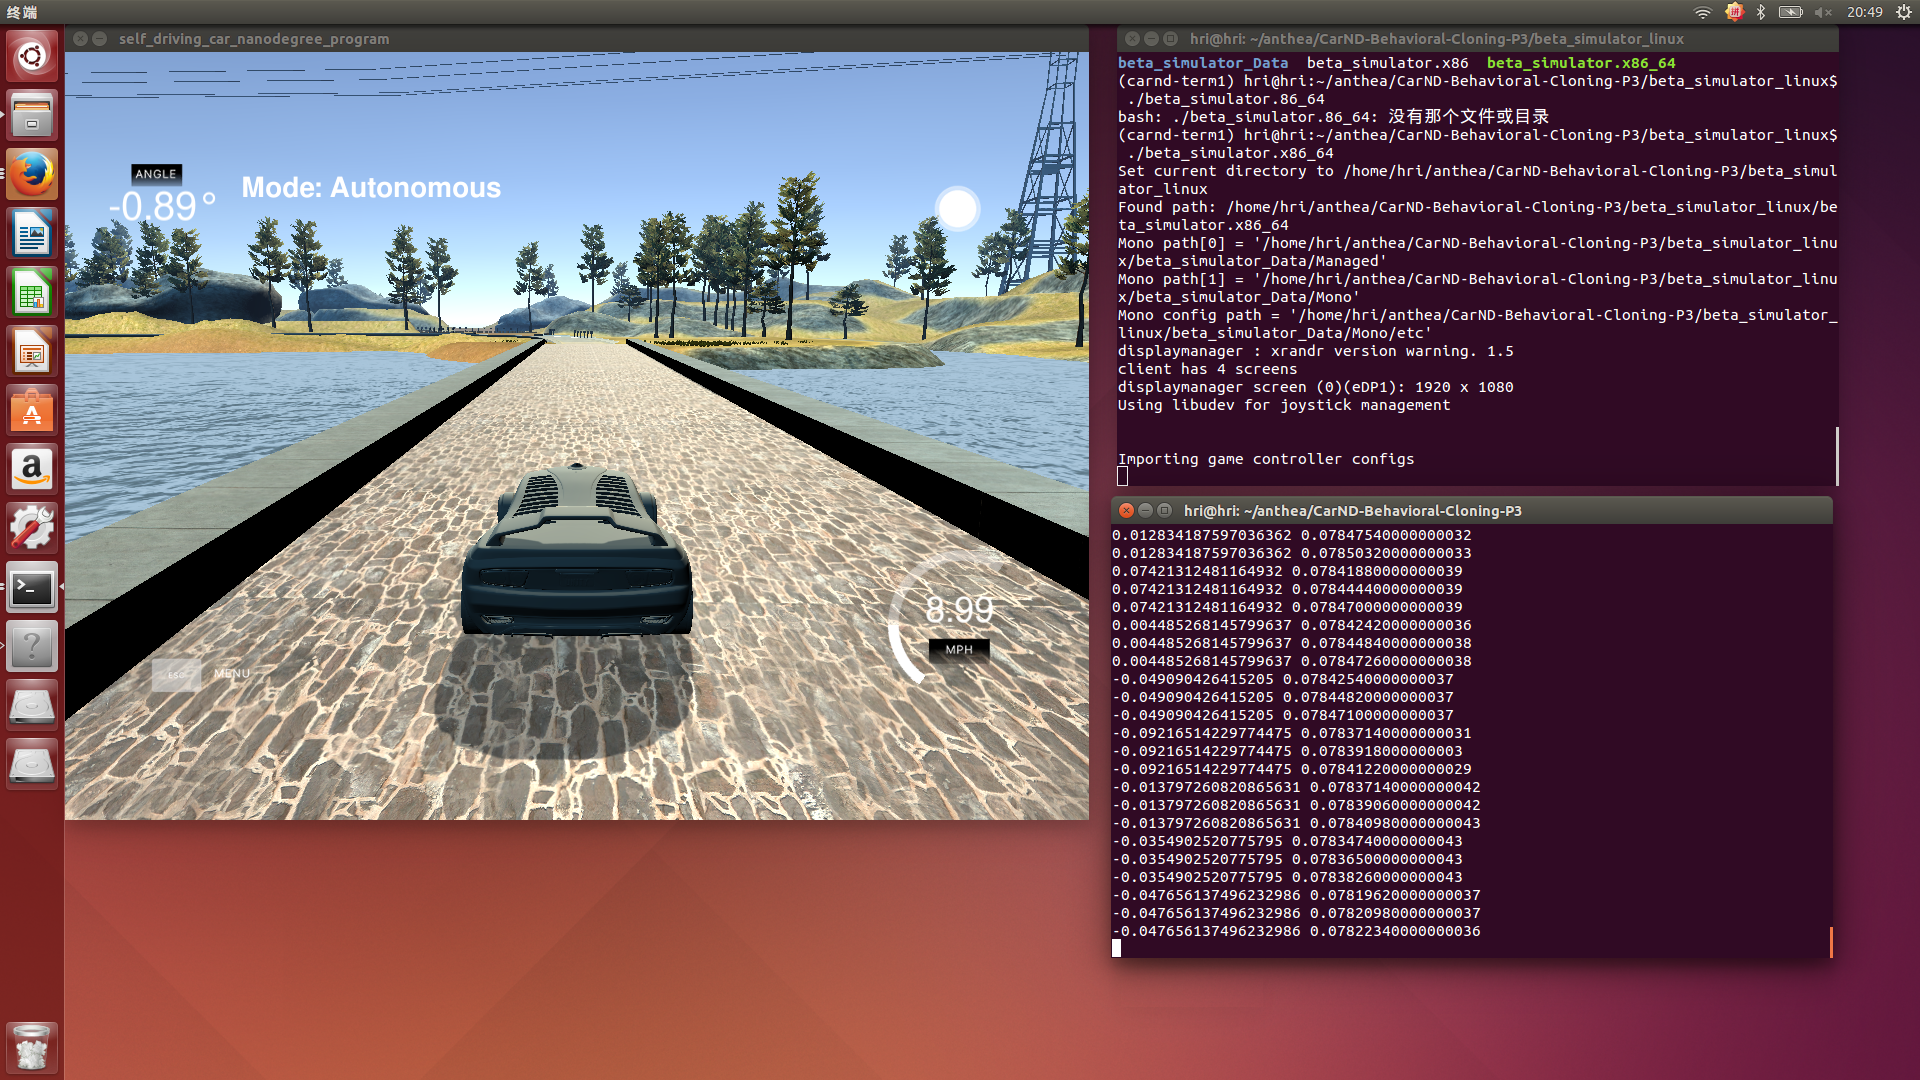 终端
20:49
self_driving_car_nanodegree_program
ANGLE
-0.89°
Mode: Autonomous
8.99
MPH
ESC
MENU
hri@hri: ~/anthea/CarND-Behavioral-Cloning-P3/beta_simulator_linux
beta_simulator_Data  beta_simulator.x86  beta_simulator.x86_64
(carnd-term1) hri@hri:~/anthea/CarND-Behavioral-Cloning-P3/beta_simulator_linux$
 ./beta_simulator.86_64
bash: ./beta_simulator.86_64: 没有那个文件或目录
(carnd-term1) hri@hri:~/anthea/CarND-Behavioral-Cloning-P3/beta_simulator_linux$
 ./beta_simulator.x86_64
Set current directory to /home/hri/anthea/CarND-Behavioral-Cloning-P3/beta_simul
ator_linux
Found path: /home/hri/anthea/CarND-Behavioral-Cloning-P3/beta_simulator_linux/be
ta_simulator.x86_64
Mono path[0] = '/home/hri/anthea/CarND-Behavioral-Cloning-P3/beta_simulator_linu
x/beta_simulator_Data/Managed'
Mono path[1] = '/home/hri/anthea/CarND-Behavioral-Cloning-P3/beta_simulator_linu
x/beta_simulator_Data/Mono'
Mono config path = '/home/hri/anthea/CarND-Behavioral-Cloning-P3/beta_simulator_
linux/beta_simulator_Data/Mono/etc'
displaymanager : xrandr version warning. 1.5
client has 4 screens
displaymanager screen (0)(eDP1): 1920 x 1080
Using libudev for joystick management
Importing game controller configs
hri@hri: ~/anthea/CarND-Behavioral-Cloning-P3
0.012834187597036362 0.07847540000000032
0.012834187597036362 0.07850320000000033
0.07421312481164932 0.07841880000000039
0.07421312481164932 0.07844440000000039
0.07421312481164932 0.07847000000000039
0.004485268145799637 0.07842420000000036
0.004485268145799637 0.07844840000000038
0.004485268145799637 0.07847260000000038
-0.049090426415205 0.07842540000000037
-0.049090426415205 0.07844820000000037
-0.049090426415205 0.07847100000000037
-0.09216514229774475 0.07837140000000031
-0.09216514229774475 0.0783918000000003
-0.09216514229774475 0.07841220000000029
-0.013797260820865631 0.07837140000000042
-0.013797260820865631 0.07839060000000042
-0.013797260820865631 0.07840980000000043
-0.0354902520775795 0.07834740000000043
-0.0354902520775795 0.07836500000000043
-0.0354902520775795 0.07838260000000043
-0.047656137496232986 0.07819620000000037
-0.047656137496232986 0.07820980000000037
-0.047656137496232986 0.07822340000000036